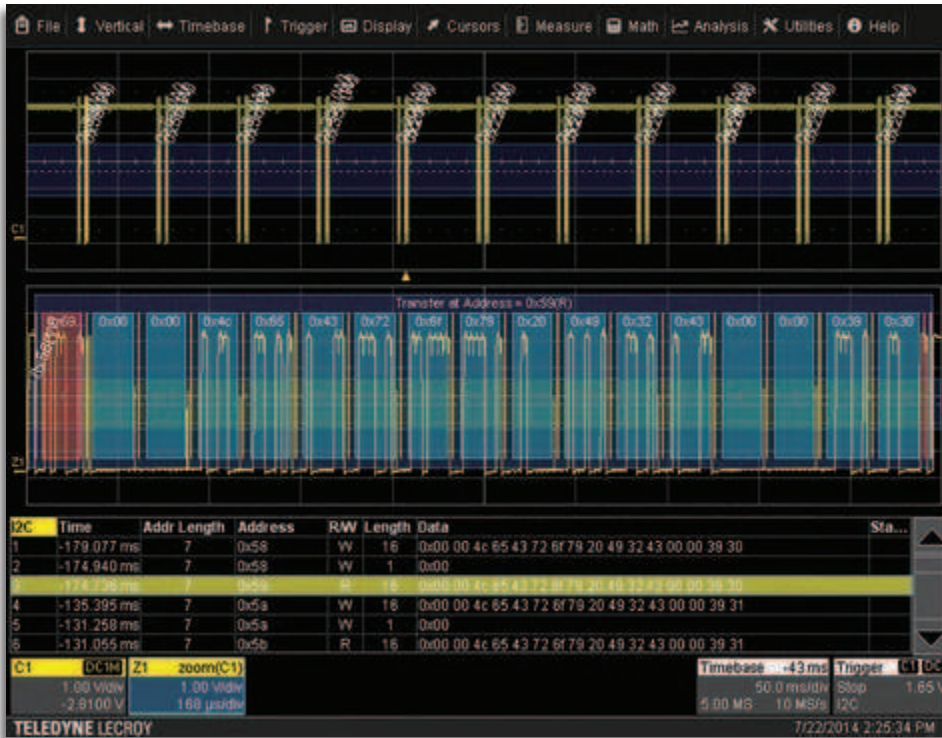 File Vertical Timebase Trigger Display Cursors Measure Math Analysis Utilities Help
C1
Transfer at Address = 0x59(R)
0x00 0x00 0x4c 0x65 0x43 0x72 0x6f 0x79 0x20 0x49 0x32 0x43 0x00 0x00 0x39 0x30
Z1
I2C Time Addr Length Address R/W Length Data Sta...
1 -179.077 ms 7 0x58 W 16 0x00 00 4c 65 43 72 6f 79 20 49 32 43 00 00 39 30
2 -174.940 ms 7 0x58 W 1 0x00
3 -174.736 ms 7 0x59 R 16 0x00 00 4c 65 43 72 6f 79 20 49 32 43 00 00 39 30
4 -135.395 ms 7 0x5a W 16 0x00 00 4c 65 43 72 6f 79 20 49 32 43 00 00 39 31
5 -131.258 ms 7 0x5a W 1 0x00
6 -131.055 ms 7 0x5b R 16 0x00 00 4c 65 43 72 6f 79 20 49 32 43 00 00 39 31
C1 DC1M Z1 zoom(C1) Timebase -43 ms Trigger C1 DC
1.00 V/div 1.00 V/div 50.0 ms/div Stop 1.65 V
-2.8100 V 168 µs/div 5.00 MS 10 MS/s I2C
TELEDYNE LECROY 7/22/2014 2:25:34 PM